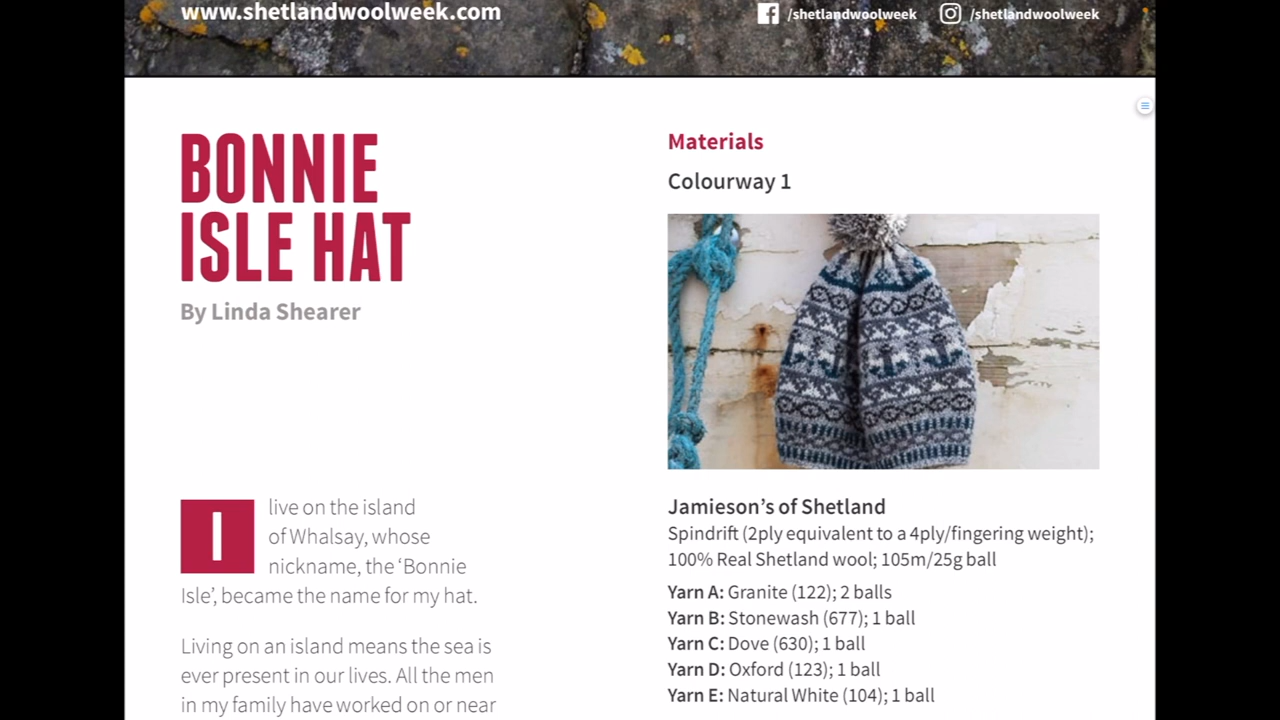 www.shetlandwoolweek.com
/shetlandwoolweek
/shetlandwoolweek
BONNIE
ISLE HAT
By Linda Shearer
I live on the island
of Whalsay, whose
nickname, the ‘Bonnie
Isle’, became the name for my hat.
Living on an island means the sea is
ever present in our lives. All the men
in my family have worked on or near
Materials
Colourway 1
Jamieson’s of Shetland
Spindrift (2ply equivalent to a 4ply/fingering weight);
100% Real Shetland wool; 105m/25g ball
Yarn A: Granite (122); 2 balls
Yarn B: Stonewash (677); 1 ball
Yarn C: Dove (630); 1 ball
Yarn D: Oxford (123); 1 ball
Yarn E: Natural White (104); 1 ball